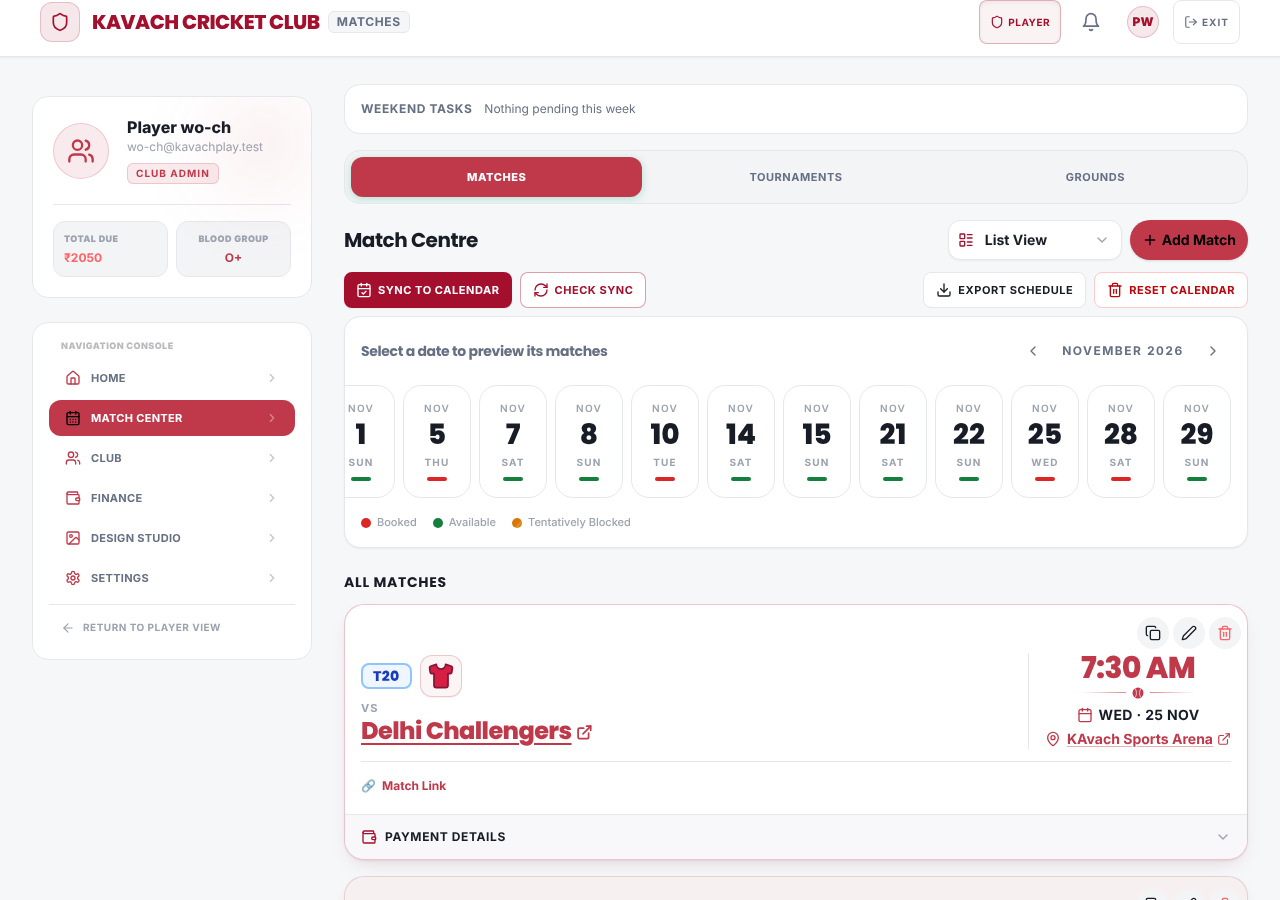 KAVACH CRICKET CLUB MATCHES
PLAYER
PW
EXIT
Player wo-ch
wo-ch@kavachplay.test
CLUB ADMIN
TOTAL DUE
₹2050
BLOOD GROUP
O+
NAVIGATION CONSOLE
HOME
MATCH CENTER
CLUB
FINANCE
DESIGN STUDIO
SETTINGS
RETURN TO PLAYER VIEW
WEEKEND TASKS Nothing pending this week
MATCHES TOURNAMENTS GROUNDS
Match Centre
List View
Add Match
SYNC TO CALENDAR CHECK SYNC EXPORT SCHEDULE RESET CALENDAR
Select a date to preview its matches
NOVEMBER 2026
NOV NOV NOV NOV NOV NOV NOV NOV NOV NOV NOV NOV
1 5 7 8 10 14 15 21 22 25 28 29
SUN THU SAT SUN TUE SAT SUN SAT SUN WED SAT SUN
Booked Available Tentatively Blocked
ALL MATCHES
T20
VS
Delhi Challengers
7:30 AM
WED · 25 NOV
KAvach Sports Arena
Match Link
PAYMENT DETAILS